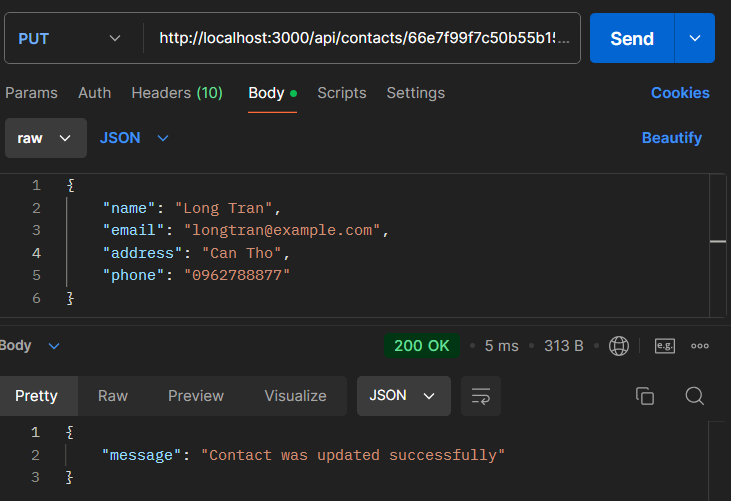 PUT http://localhost:3000/api/contacts/66e7f99f7c50b55b1!... Send
Params Auth Headers (10) Body Scripts Settings Cookies
raw JSON Beautify
1 {
2 "name": "Long Tran",
3 "email": "longtran@example.com",
4 "address": "Can Tho",
5 "phone": "0962788877"
6 }
Body 200 OK 5 ms 313 B e.g.
Pretty Raw Preview Visualize JSON
1 {
2 "message": "Contact was updated successfully"
3 }